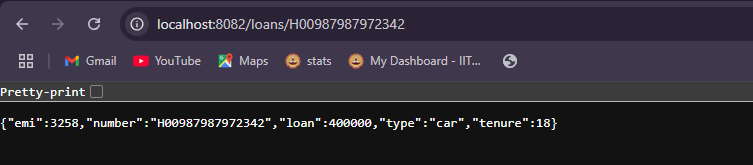 localhost:8082/loans/H00987987972342
Gmail YouTube Maps stats My Dashboard - IIT...
Pretty-print
{"emi":3258,"number":"H00987987972342","loan":400000,"type":"car","tenure":18}